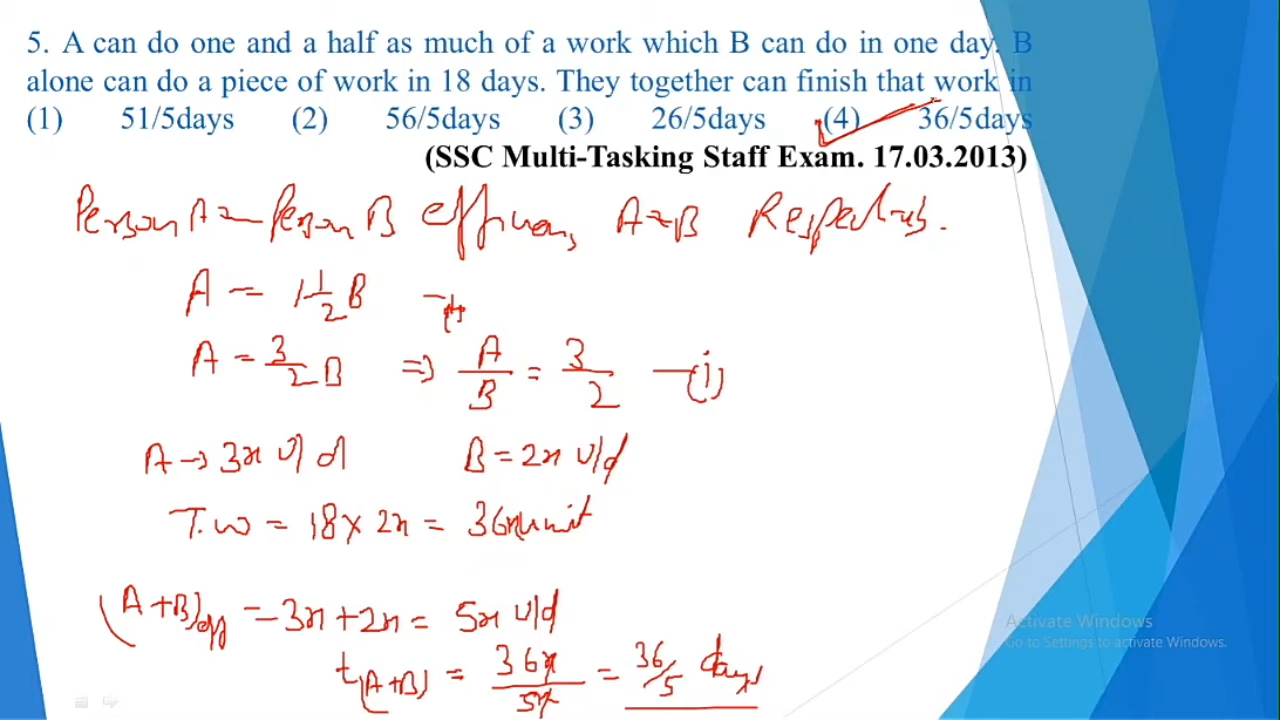 5. A can do one and a half as much of a work which B can do in one day. B
alone can do a piece of work in 18 days. They together can finish that work in
(1) 51/5days (2) 56/5days (3) 26/5days (4) 36/5days
(SSC Multi-Tasking Staff Exam. 17.03.2013)
Person A Person B A B
A = 1 1/2 B
A = 3/2 B ⇒ A/B = 3/2 —(i)
A → 3x u/d B = 2x u/d
T.w = 18 × 2x = 36x unit
(A+B)eff = 3x + 2x = 5x u/d
t(A+B) = 36x/5x = 36/5 days
Activate Windows
Go to Settings to activate Windows.